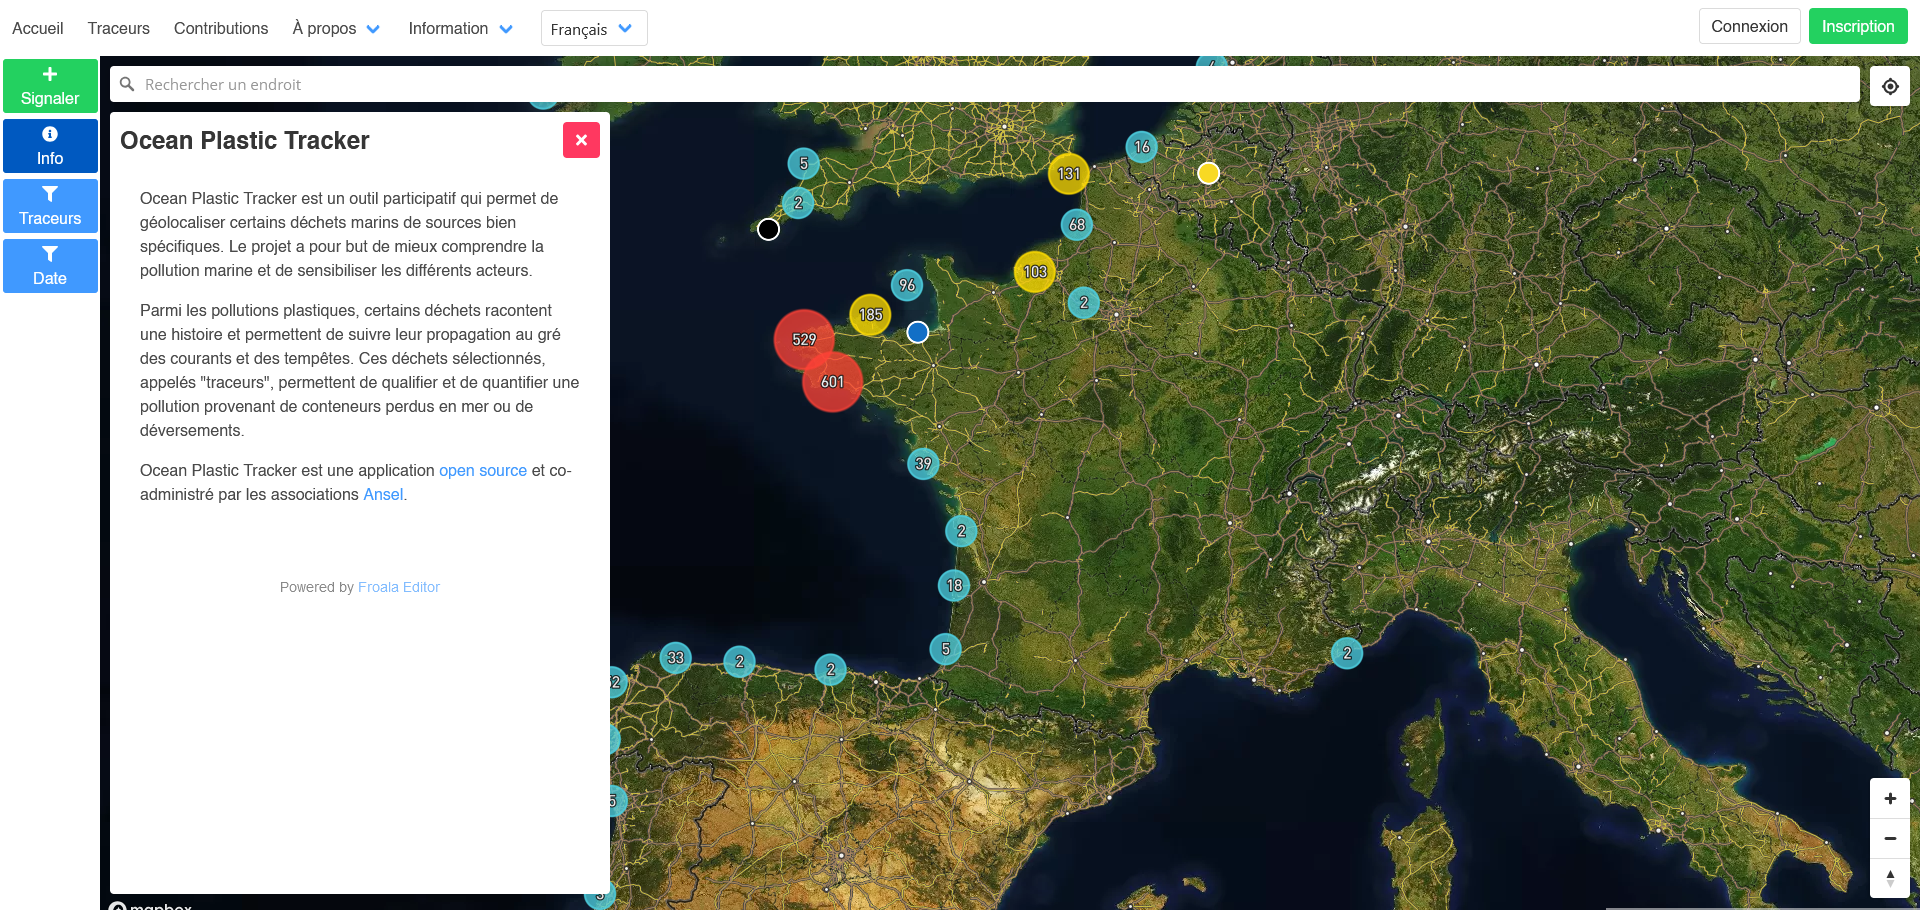 Accueil Traceurs Contributions À propos Information Français Connexion Inscription
Signaler
Info
Traceurs
Date
Rechercher un endroit
Ocean Plastic Tracker
Ocean Plastic Tracker est un outil participatif qui permet de
géolocaliser certains déchets marins de sources bien
spécifiques. Le projet a pour but de mieux comprendre la
pollution marine et de sensibiliser les différents acteurs.
Parmi les pollutions plastiques, certains déchets racontent
une histoire et permettent de suivre leur propagation au gré
des courants et des tempêtes. Ces déchets sélectionnés,
appelés "traceurs", permettent de qualifier et de quantifier une
pollution provenant de conteneurs perdus en mer ou de
déversements.
Ocean Plastic Tracker est une application open source et co-
administré par les associations Ansel.
Powered by Froala Editor
16
5
131
2
68
103
96
2
185
529
601
39
2
18
5
2
33
2
2
mapbox